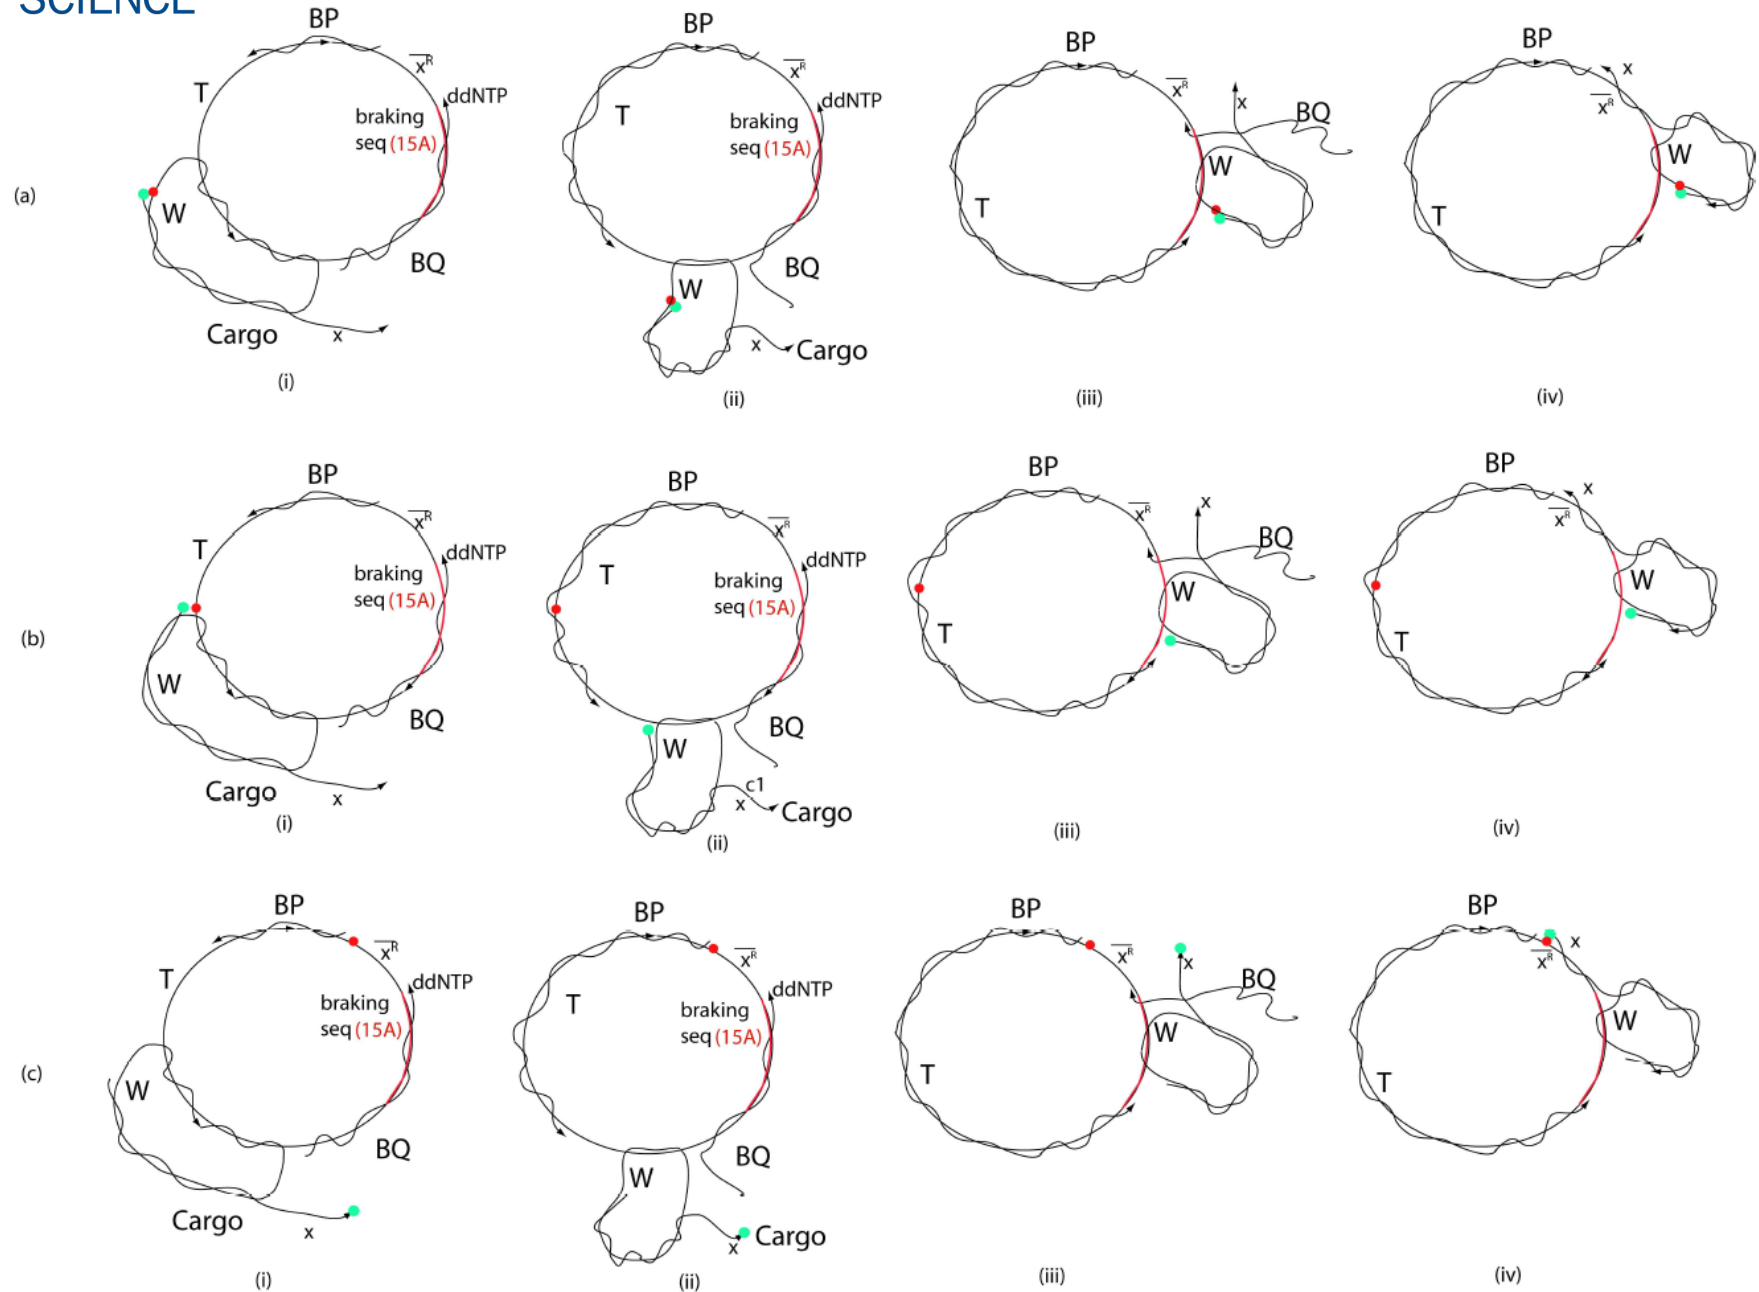 SCIENCE
BP
x̅ᴿ
ddNTP
T
braking
seq (15A)
W
BQ
Cargo
x
(i)
BP
x̅ᴿ
ddNTP
T
braking
seq (15A)
W
BQ
x
Cargo
(ii)
BP
x̅ᴿ
x
BQ
W
T
(iii)
BP
x
x̅ᴿ
W
T
(iv)
(a)
BP
x̅ᴿ
ddNTP
T
braking
seq (15A)
W
BQ
Cargo
x
(i)
BP
x̅ᴿ
ddNTP
T
braking
seq (15A)
W
BQ
c1
x
Cargo
(ii)
BP
x̅ᴿ
x
BQ
W
T
(iii)
BP
x
x̅ᴿ
W
T
(iv)
(b)
BP
x̅ᴿ
ddNTP
T
braking
seq (15A)
W
BQ
Cargo
x
(i)
BP
x̅ᴿ
ddNTP
T
braking
seq (15A)
W
BQ
x
Cargo
(ii)
BP
x̅ᴿ
x
BQ
W
T
(iii)
BP
x
x̅ᴿ
W
T
(iv)
(c)